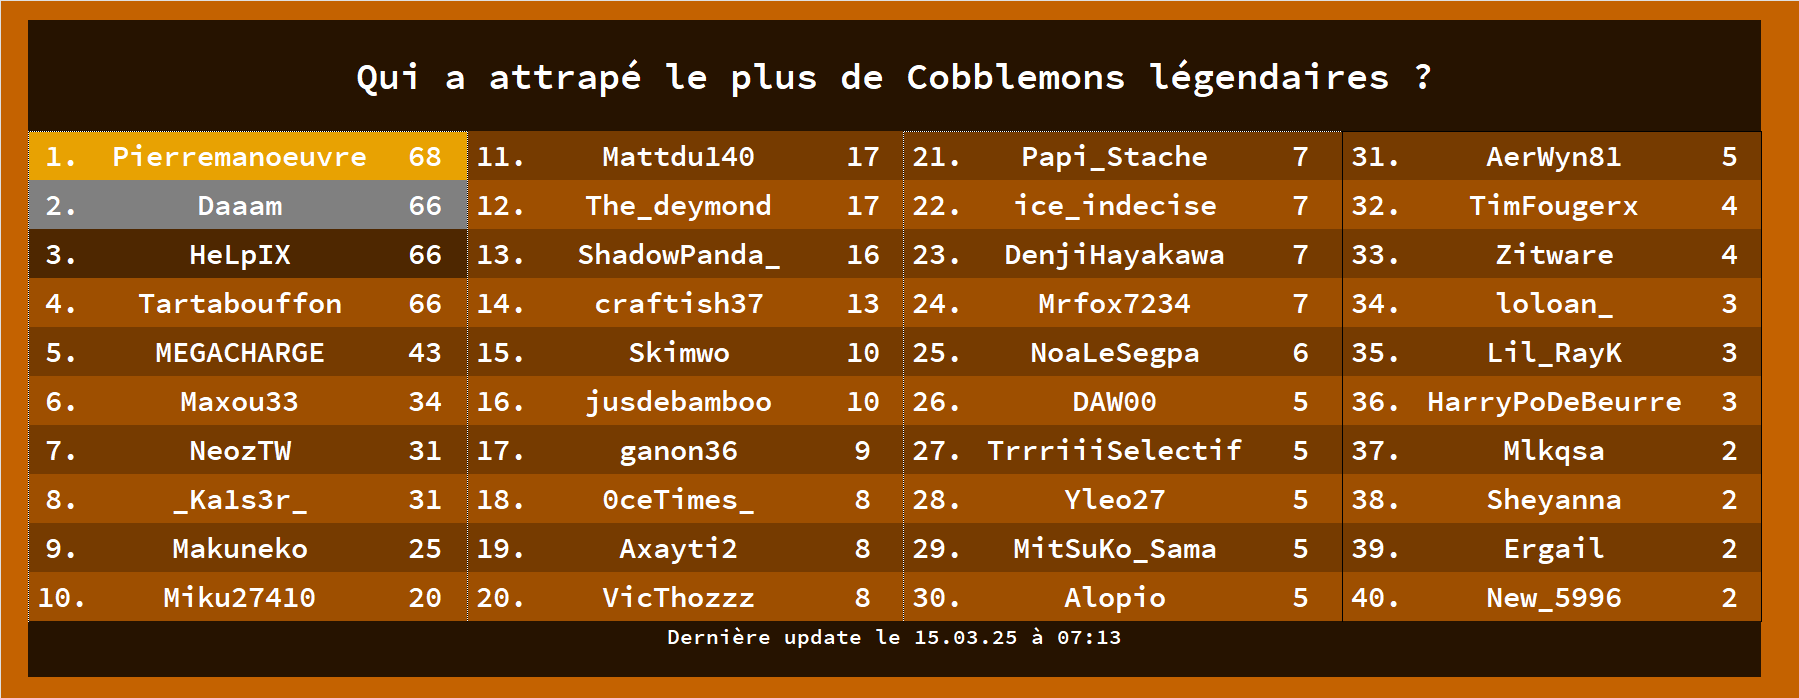 Qui a attrapé le plus de Cobblemons légendaires ?
1. Pierremanoeuvre 68
2. Daaam 66
3. HeLpIX 66
4. Tartabouffon 66
5. MEGACHARGE 43
6. Maxou33 34
7. NeozTW 31
8. _Ka1s3r_ 31
9. Makuneko 25
10. Miku27410 20
11. Mattdu140 17
12. The_deymond 17
13. ShadowPanda_ 16
14. craftish37 13
15. Skimwo 10
16. jusdebamboo 10
17. ganon36 9
18. 0ceTimes_ 8
19. Axayti2 8
20. VicThozzz 8
21. Papi_Stache 7
22. ice_indecise 7
23. DenjiHayakawa 7
24. Mrfox7234 7
25. NoaLeSegpa 6
26. DAW00 5
27. TrrriiiSelectif 5
28. Yleo27 5
29. MitSuKo_Sama 5
30. Alopio 5
31. AerWyn81 5
32. TimFougerx 4
33. Zitware 4
34. loloan_ 3
35. Lil_RayK 3
36. HarryPoDeBeurre 3
37. Mlkqsa 2
38. Sheyanna 2
39. Ergail 2
40. New_5996 2
Dernière update le 15.03.25 à 07:13